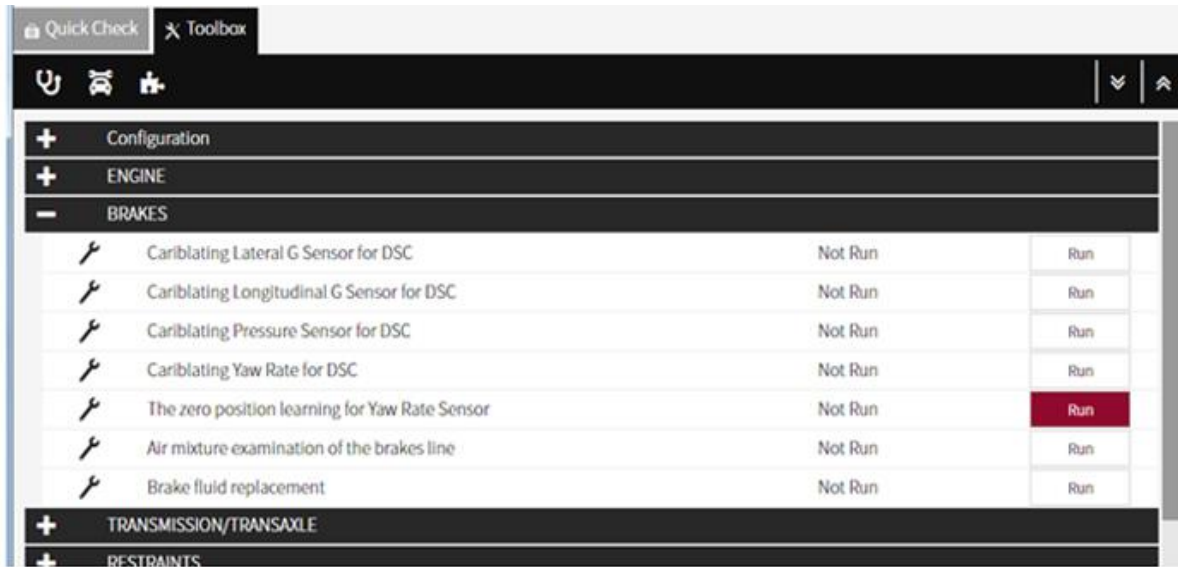 Quick Check Toolbox
Configuration
ENGINE
BRAKES
Cariblating Lateral G Sensor for DSC Not Run Run
Cariblating Longitudinal G Sensor for DSC Not Run Run
Cariblating Pressure Sensor for DSC Not Run Run
Cariblating Yaw Rate for DSC Not Run Run
The zero position learning for Yaw Rate Sensor Not Run Run
Air mixture examination of the brakes line Not Run Run
Brake fluid replacement Not Run Run
TRANSMISSION/TRANSAXLE
RESTRAINTS